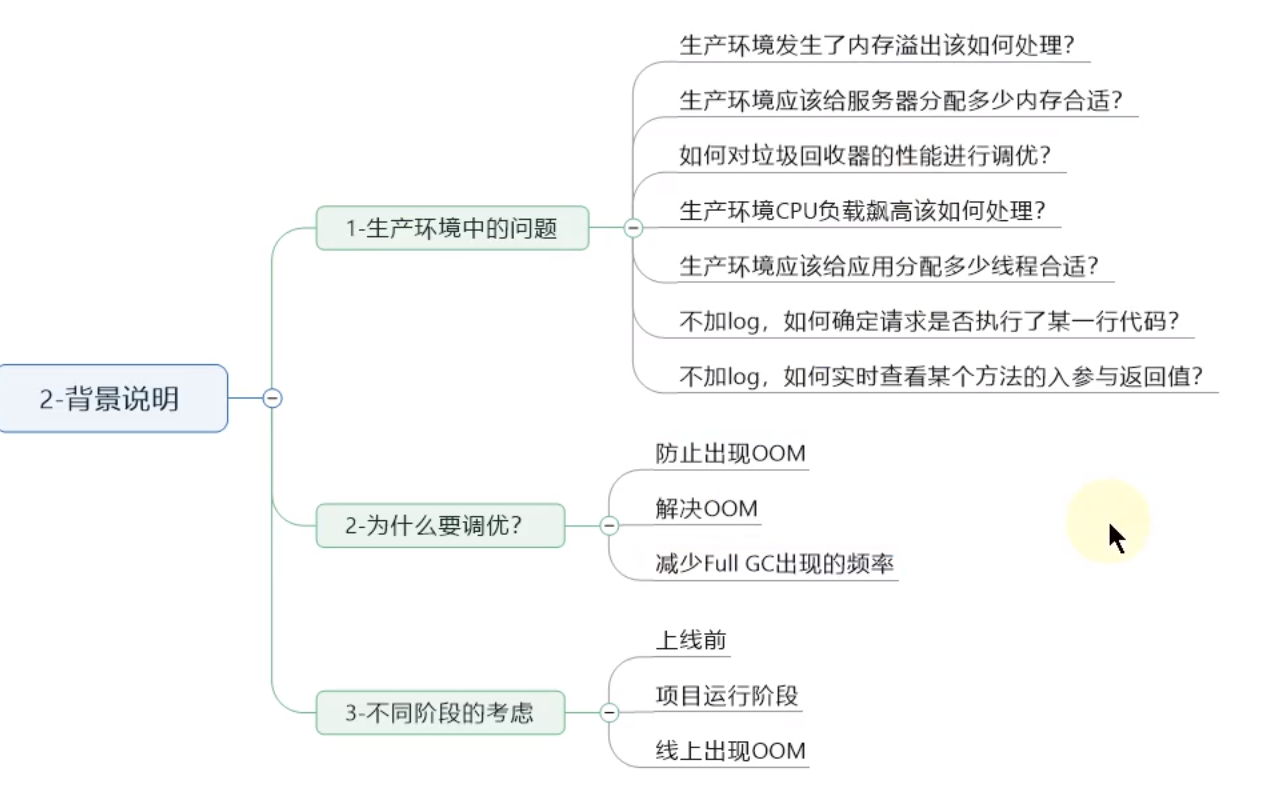 2-背景说明
1-生产环境中的问题
生产环境发生了内存溢出该如何处理？
生产环境应该给服务器分配多少内存合适？
如何对垃圾回收器的性能进行调优？
生产环境CPU负载飙高该如何处理？
生产环境应该给应用分配多少线程合适？
不加log，如何确定请求是否执行了某一行代码？
不加log，如何实时查看某个方法的入参与返回值？
2-为什么要调优？
防止出现OOM
解决OOM
减少Full GC出现的频率
3-不同阶段的考虑
上线前
项目运行阶段
线上出现OOM